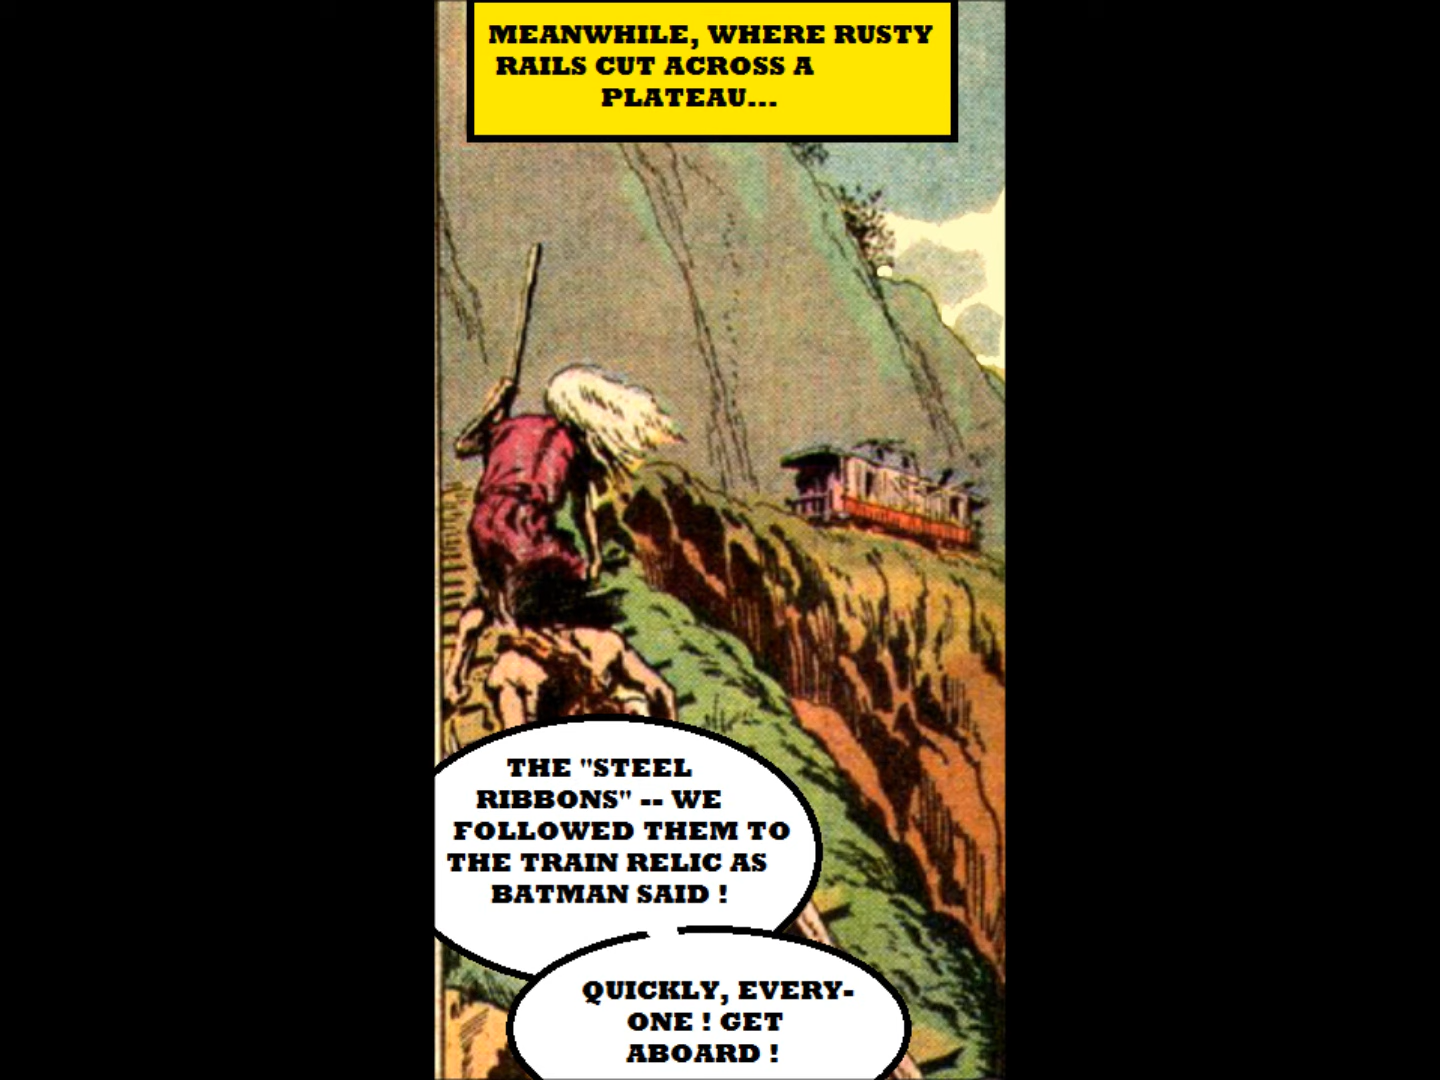 MEANWHILE, WHERE RUSTY
RAILS CUT ACROSS A
PLATEAU...
THE "STEEL
RIBBONS" -- WE
FOLLOWED THEM TO
THE TRAIN RELIC AS
BATMAN SAID !
QUICKLY, EVERY-
ONE ! GET
ABOARD !